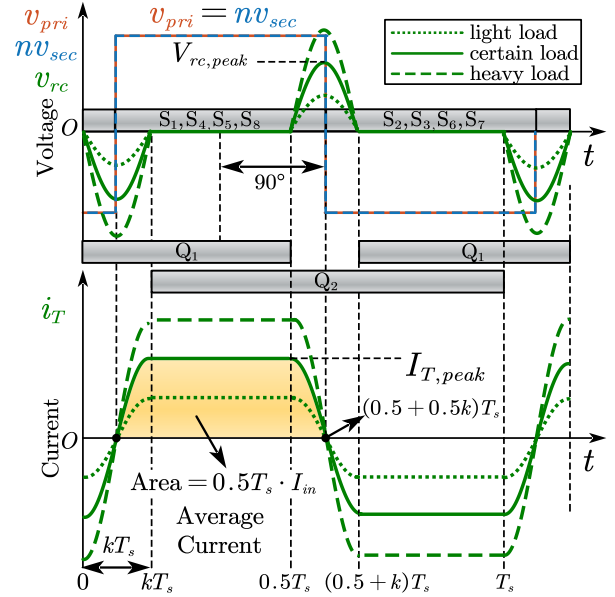 v_pri
nv_sec
v_rc
v_pri = nv_sec
V_rc,peak
light load
certain load
heavy load
Voltage
O
S₁,S₄,S₅,S₈
S₂,S₃,S₆,S₇
t
90°
Q₁
Q₁
Q₂
i_T
I_T,peak
(0.5+0.5k)T_s
Current
O
t
Area=0.5T_s · I_in
Average
Current
kT_s
0
kT_s
0.5T_s
(0.5+k)T_s
T_s